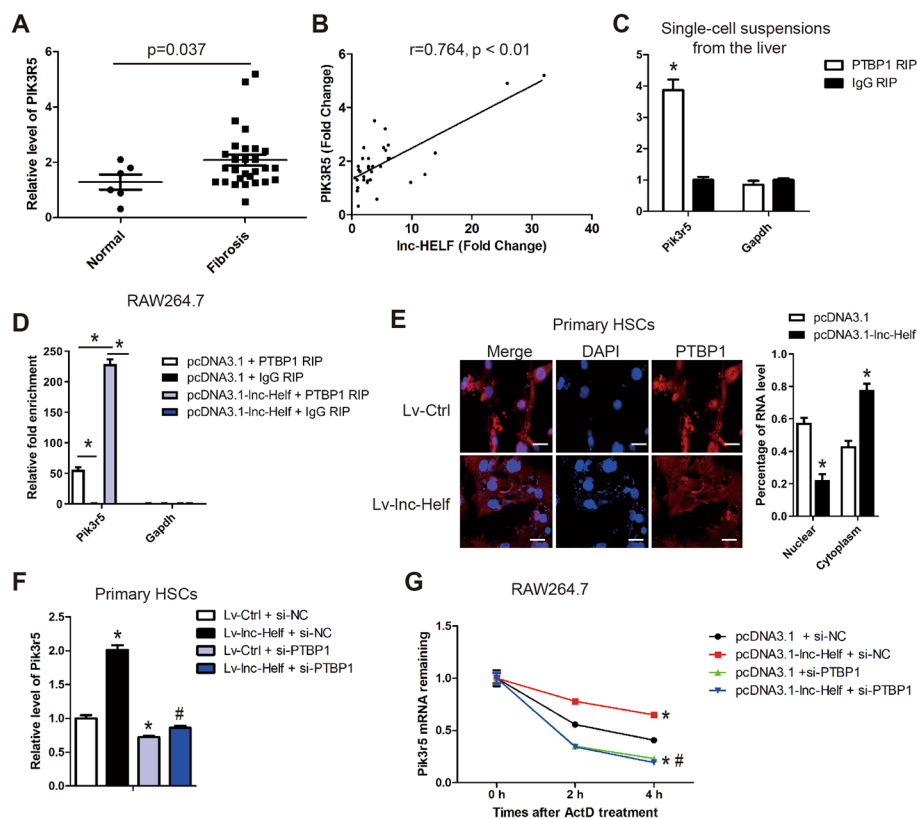 A
p=0.037
Relative level of PIK3R5
6
4
2
0
Normal
Fibrosis
B
r=0.764, p < 0.01
PIK3R5 (Fold Change)
6
4
2
0
0
10
20
30
40
lnc-HELF (Fold Change)
C
Single-cell suspensions
from the liver
PTBP1 RIP
IgG RIP
5
4
3
2
1
0
*
Pik3r5
Gapdh
D
RAW264.7
Relative fold enrichment
250
200
150
100
50
0
*
*
*
pcDNA3.1 + PTBP1 RIP
pcDNA3.1 + IgG RIP
pcDNA3.1-lnc-Helf + PTBP1 RIP
pcDNA3.1-lnc-Helf + IgG RIP
Pik3r5
Gapdh
E
Primary HSCs
Merge
DAPI
PTBP1
Lv-Ctrl
Lv-lnc-Helf
pcDNA3.1
pcDNA3.1-lnc-Helf
Percentage of RNA level
1.0
0.8
0.6
0.4
0.2
0.0
*
*
Nuclear
Cytoplasm
F
Primary HSCs
Relative level of Pik3r5
2.5
2.0
1.5
1.0
0.5
0.0
*
*
#
Lv-Ctrl + si-NC
Lv-lnc-Helf + si-NC
Lv-Ctrl + si-PTBP1
Lv-lnc-Helf + si-PTBP1
G
RAW264.7
Pik3r5 mRNA remaining
1.5
1.0
0.5
0.0
*
* #
0 h
2 h
4 h
Times after ActD treatment
pcDNA3.1 + si-NC
pcDNA3.1-lnc-Helf + si-NC
pcDNA3.1 +si-PTBP1
pcDNA3.1-lnc-Helf + si-PTBP1